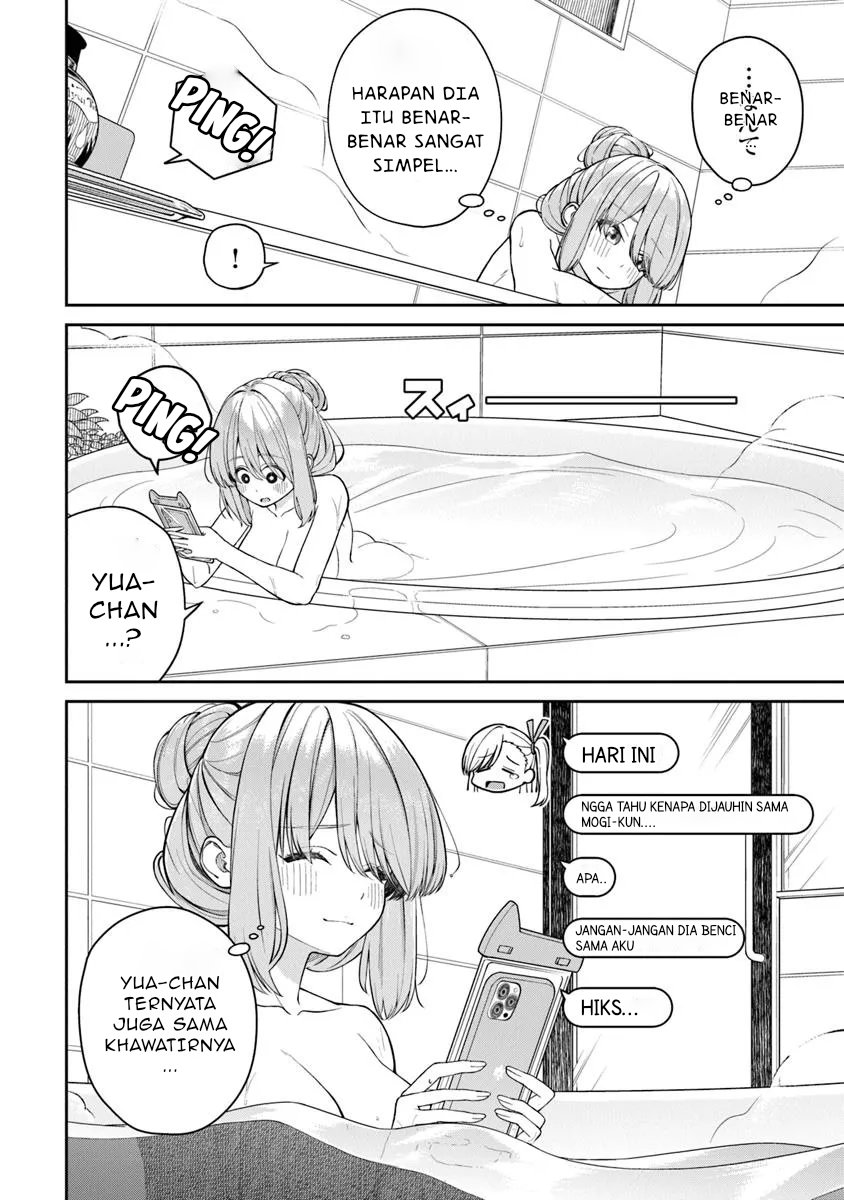 BENAR-
BENAR
HARAPAN DIA
ITU BENAR-
BENAR SANGAT
SIMPEL...
PING!
!
スィ
PING!
YUA-
CHAN
...?
HARI INI
NGGA TAHU KENAPA DIJAUHIN SAMA
MOGI-KUN....
APA..
JANGAN-JANGAN DIA BENCI
SAMA AKU
HIKS...
YUA-CHAN
TERNYATA
JUGA SAMA
KHAWATIRNYA
...